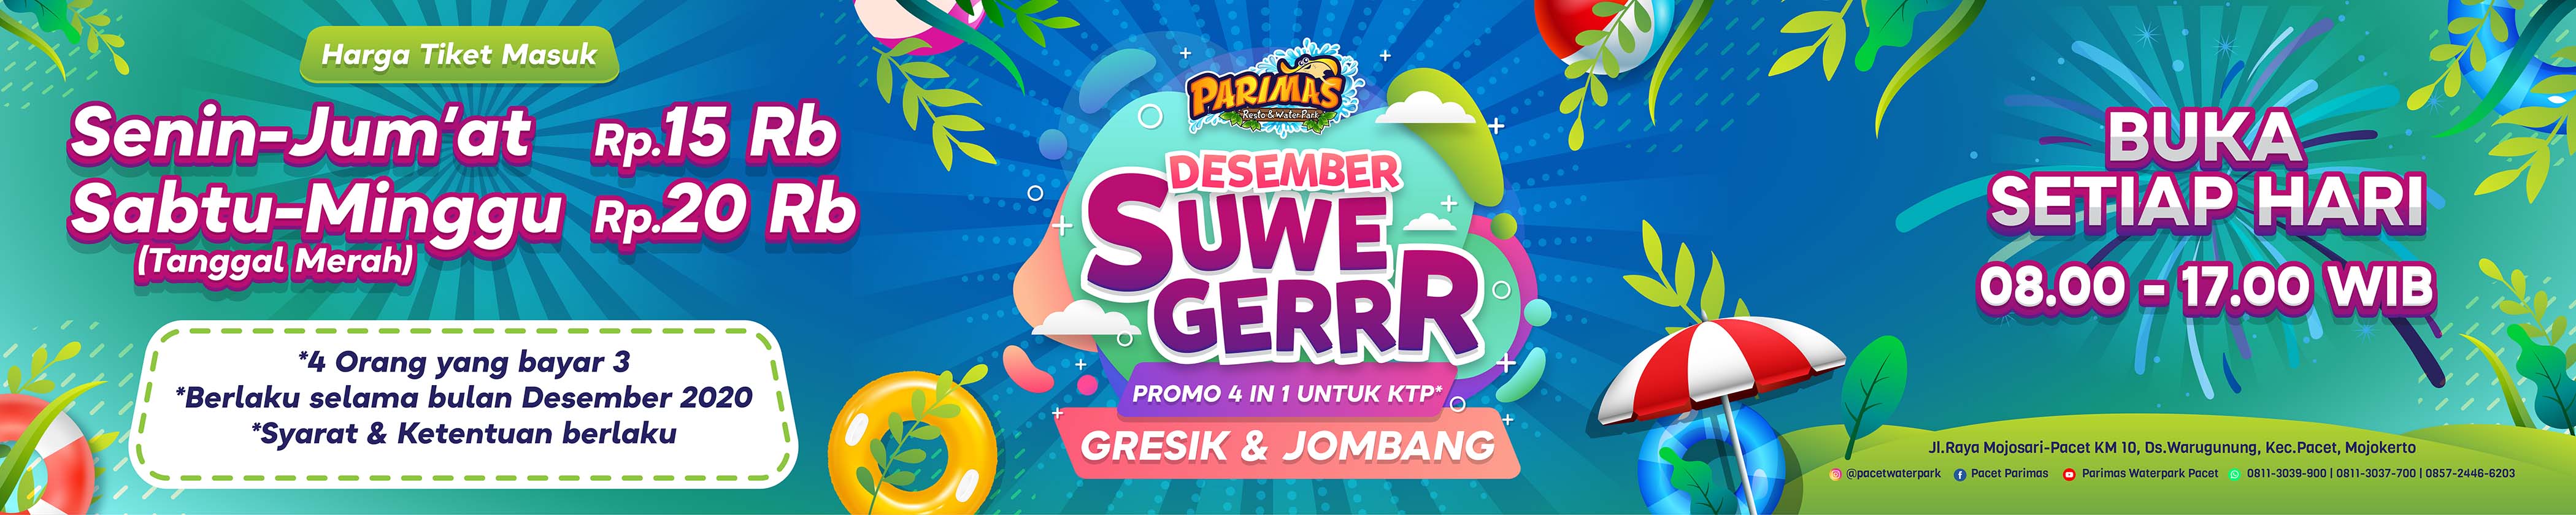 Harga Tiket Masuk
Senin-Jum'at Rp.15 Rb
Sabtu-Minggu Rp.20 Rb
(Tanggal Merah)
*4 Orang yang bayar 3
*Berlaku selama bulan Desember 2020
*Syarat & Ketentuan berlaku
PARIMAS
Resto & Water Park
DESEMBER
SUWE
GERRR
PROMO 4 IN 1 UNTUK KTP*
GRESIK & JOMBANG
BUKA
SETIAP HARI
08.00 - 17.00 WIB
Jl.Raya Mojosari-Pacet KM 10, Ds.Warugunung, Kec.Pacet, Mojokerto
@pacetwaterpark Pacet Parimas Parimas Waterpark Pacet 0811-3039-900 | 0811-3037-700 | 0857-2446-6203